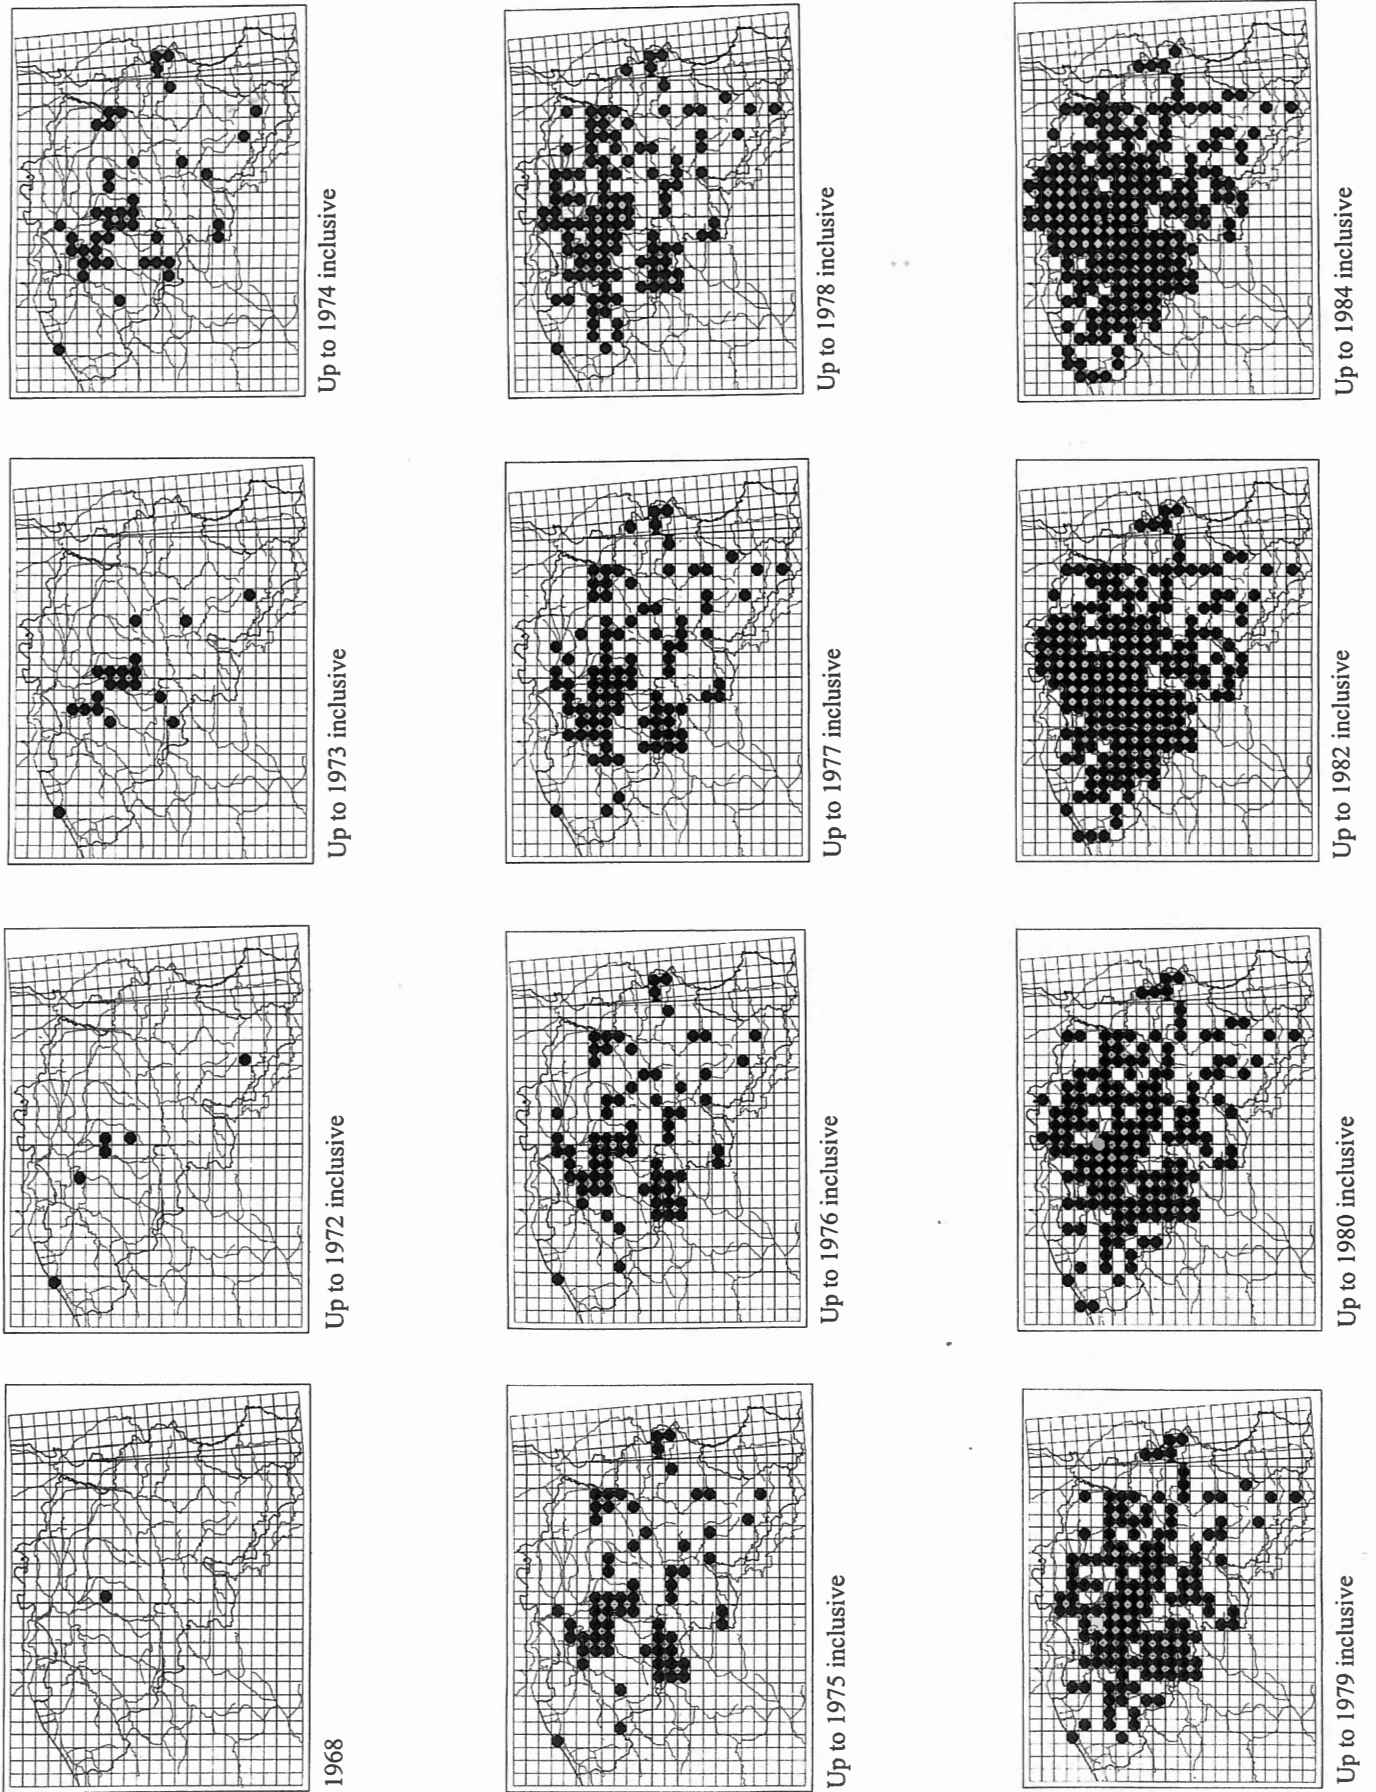 1968
Up to 1972 inclusive
Up to 1973 inclusive
Up to 1974 inclusive
Up to 1975 inclusive
Up to 1976 inclusive
Up to 1977 inclusive
Up to 1978 inclusive
Up to 1979 inclusive
Up to 1980 inclusive
Up to 1982 inclusive
Up to 1984 inclusive